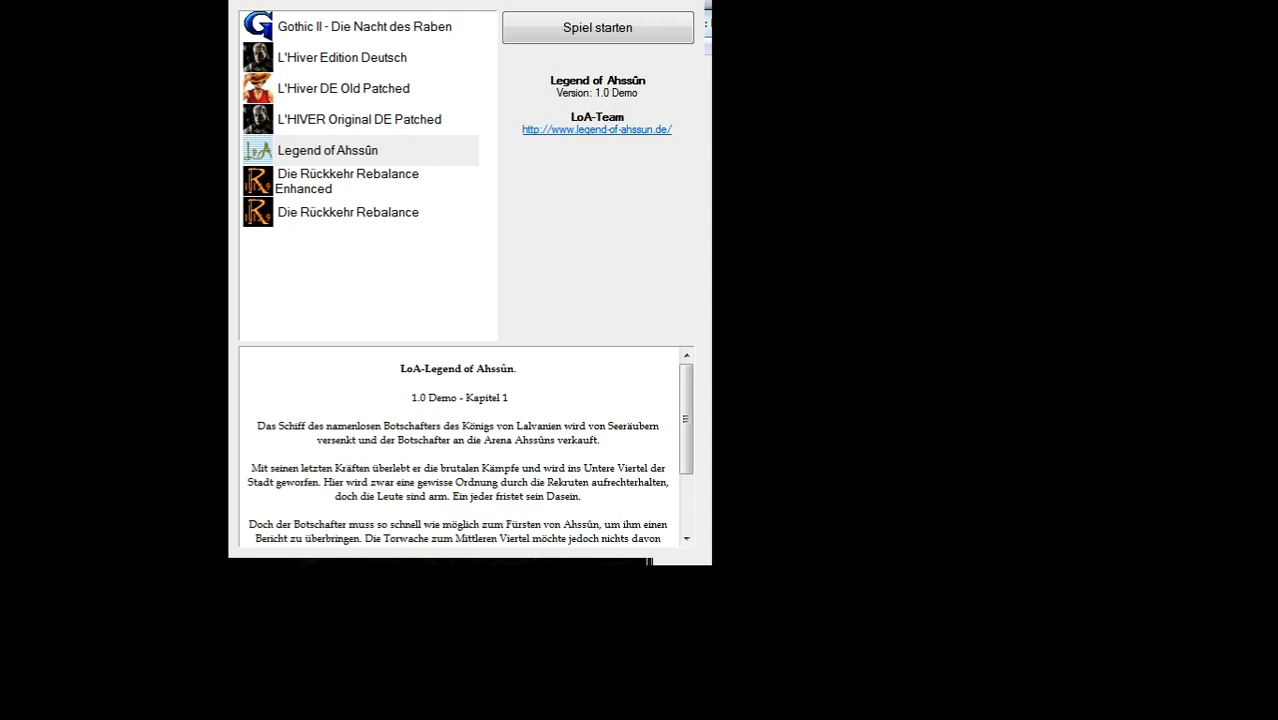 Gothic II - Die Nacht des Raben
L'Hiver Edition Deutsch
L'Hiver DE Old Patched
L'HIVER Original DE Patched
Legend of Ahssûn
Die Rückkehr Rebalance
Enhanced
Die Rückkehr Rebalance
Spiel starten
Legend of Ahssûn
Version: 1.0 Demo
LoA-Team
http://www.legend-of-ahssun.de/
LoA-Legend of Ahssûn.
1.0 Demo - Kapitel 1
Das Schiff des namenlosen Botschafters des Königs von Lalvanien wird von Seeräubern
versenkt und der Botschafter an die Arena Ahssûns verkauft.
Mit seinen letzten Kräften überlebt er die brutalen Kämpfe und wird ins Untere Viertel der
Stadt geworfen. Hier wird zwar eine gewisse Ordnung durch die Rekruten aufrechterhalten,
doch die Leute sind arm. Ein jeder fristet sein Dasein.
Doch der Botschafter muss so schnell wie möglich zum Fürsten von Ahssûn, um ihm einen
Bericht zu überbringen. Die Torwache zum Mittleren Viertel möchte jedoch nichts davon